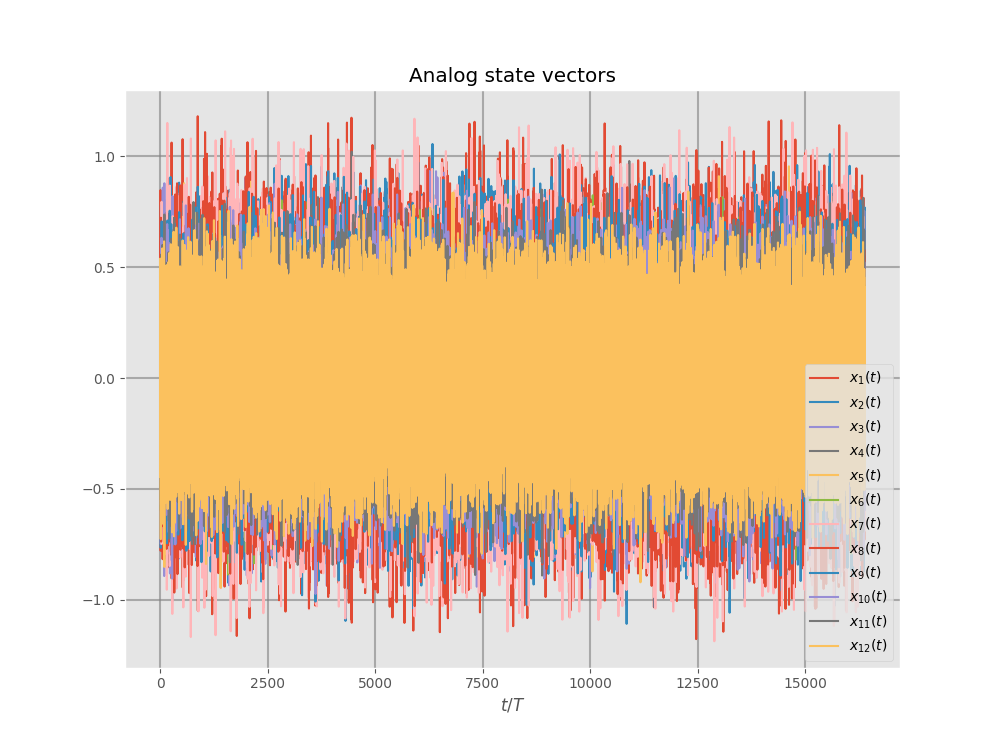 Analog state vectors
1.0
0.5
0.0
−0.5
−1.0
0 2500 5000 7500 10000 12500 15000
t/T
x₁(t)
x₂(t)
x₃(t)
x₄(t)
x₅(t)
x₆(t)
x₇(t)
x₈(t)
x₉(t)
x₁₀(t)
x₁₁(t)
x₁₂(t)